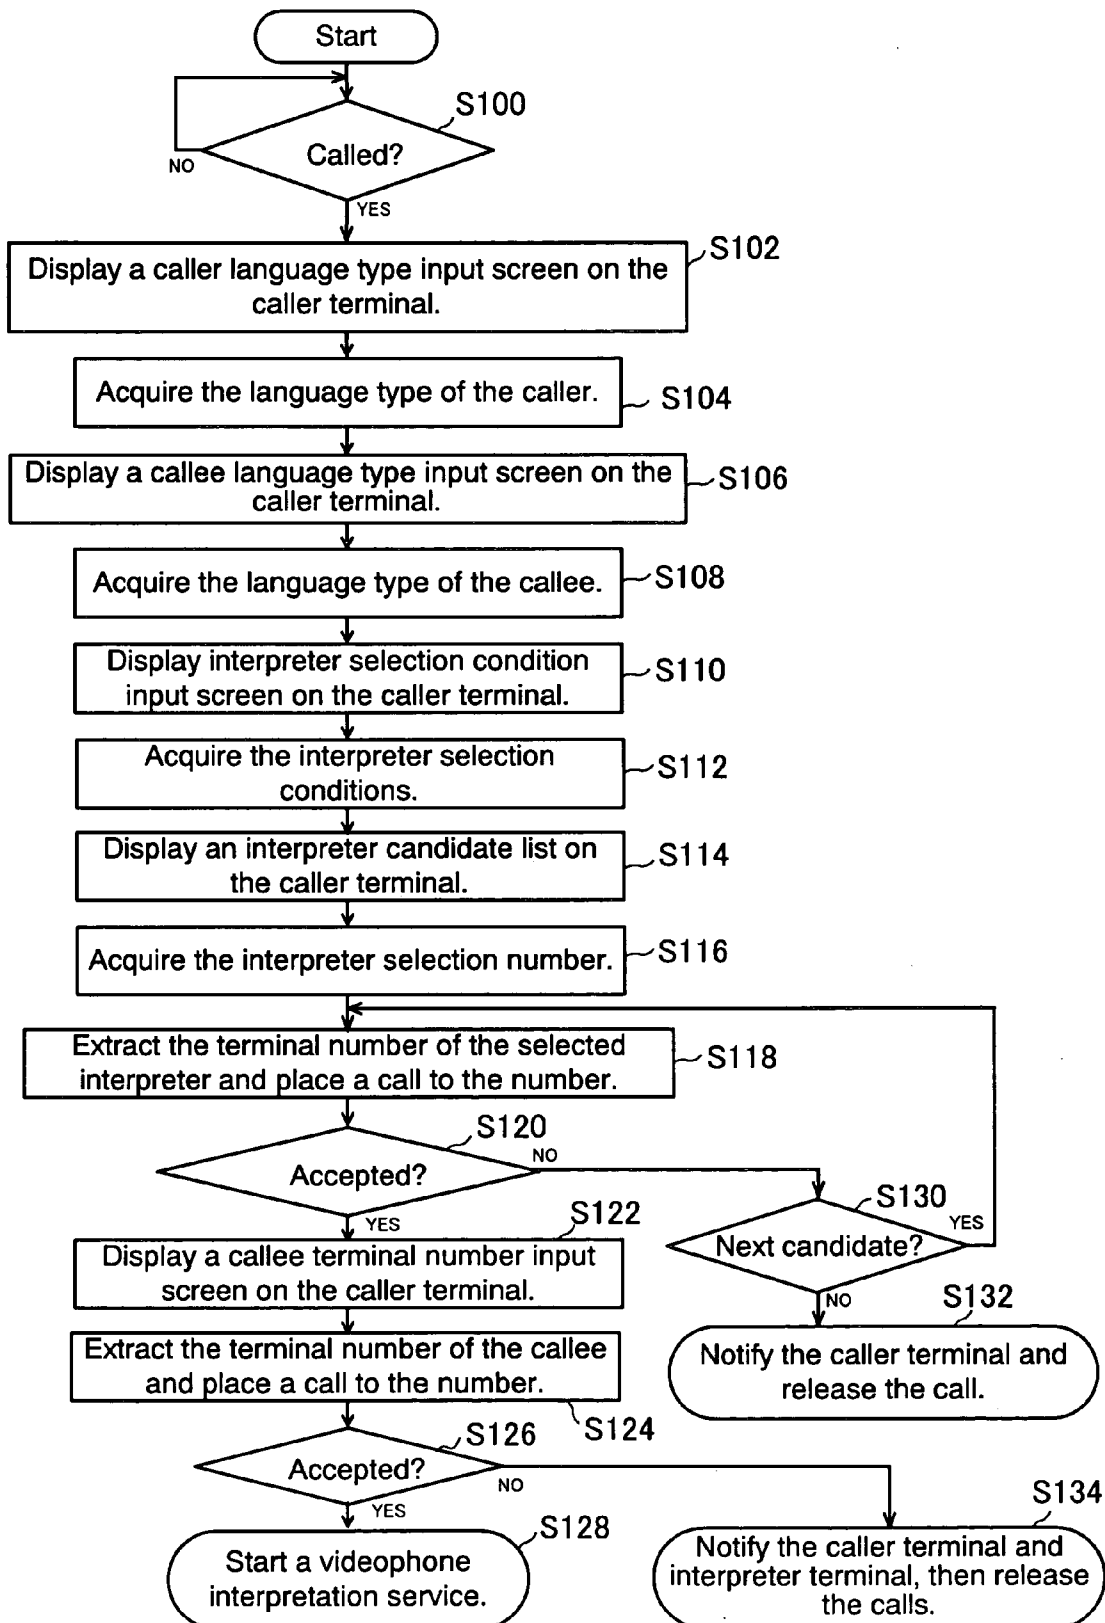 Start
S100
Called?
NO
YES
S102
Display a caller language type input screen on the
caller terminal.
Acquire the language type of the caller.
S104
Display a callee language type input screen on the
caller terminal.
S106
Acquire the language type of the callee.
S108
Display interpreter selection condition
input screen on the caller terminal.
S110
Acquire the interpreter selection
conditions.
S112
Display an interpreter candidate list on
the caller terminal.
S114
Acquire the interpreter selection number.
S116
Extract the terminal number of the selected
interpreter and place a call to the number.
S118
S120
Accepted?
NO
YES
S130
Next candidate?
YES
NO
S122
Display a callee terminal number input
screen on the caller terminal.
S132
Notify the caller terminal and
release the call.
Extract the terminal number of the callee
and place a call to the number.
S124
S126
Accepted?
NO
YES
S128
Start a videophone
interpretation service.
S134
Notify the caller terminal and
interpreter terminal, then release
the calls.